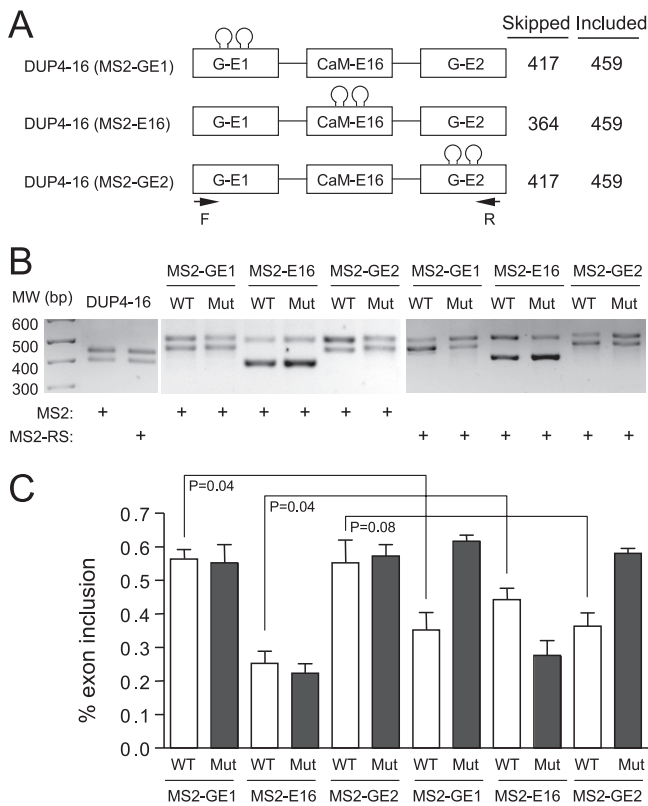 A
Skipped Included
DUP4-16 (MS2-GE1) G-E1 CaM-E16 G-E2 417 459
DUP4-16 (MS2-E16) G-E1 CaM-E16 G-E2 364 459
DUP4-16 (MS2-GE2) G-E1 CaM-E16 G-E2 417 459
F R
B
MS2-GE1 MS2-E16 MS2-GE2 MS2-GE1 MS2-E16 MS2-GE2
MW (bp) DUP4-16 WT Mut WT Mut WT Mut WT Mut WT Mut WT Mut
600
500
400
300
MS2: + + + + + + +
MS2-RS: + + + + + + +
C
P=0.04
P=0.04
P=0.08
% exon inclusion
0.7
0.6
0.5
0.4
0.3
0.2
0.1
0.0
WT Mut WT Mut WT Mut WT Mut WT Mut WT Mut
MS2-GE1 MS2-E16 MS2-GE2 MS2-GE1 MS2-E16 MS2-GE2